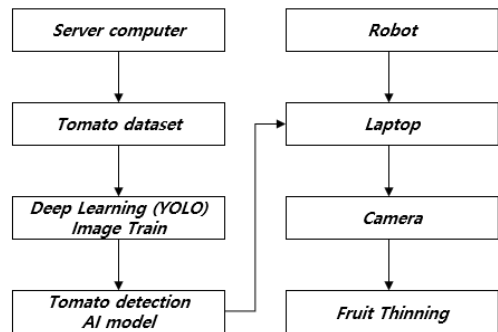 Server computer
Tomato dataset
Deep Learning (YOLO)
Image Train
Tomato detection
AI model
Robot
Laptop
Camera
Fruit Thinning